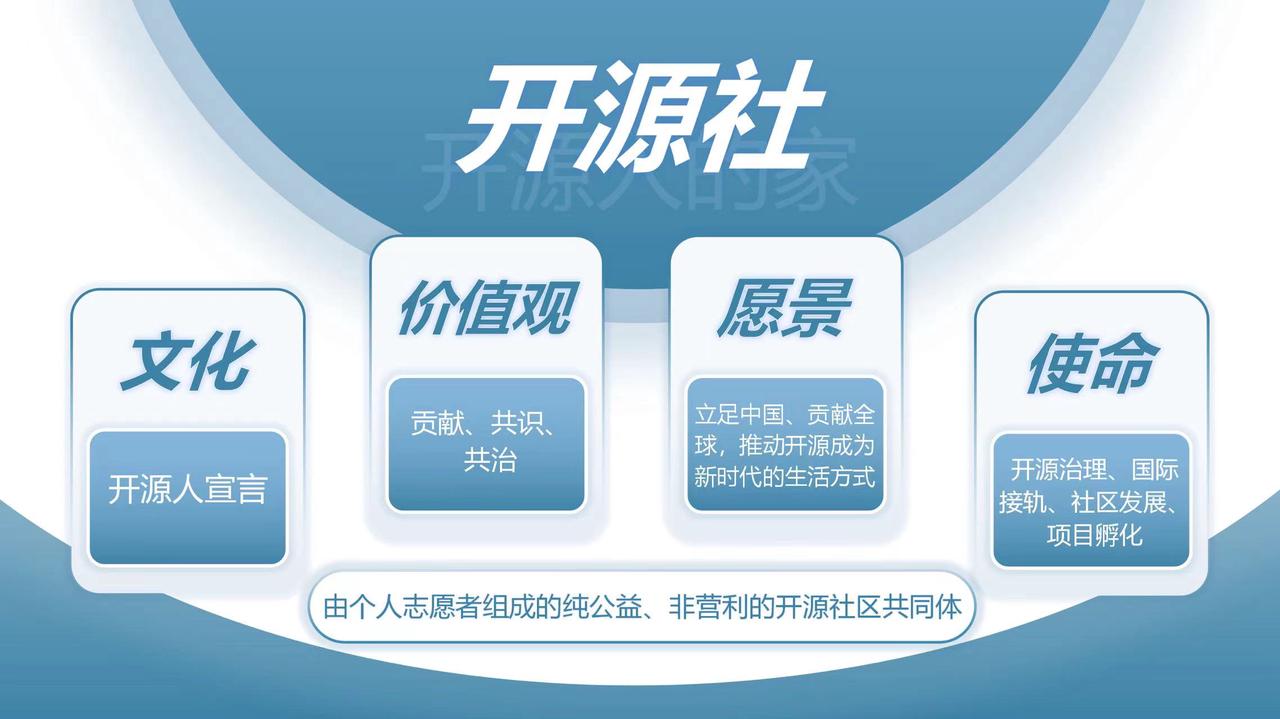 开源社
开源人的家
文化
开源人宣言
价值观
贡献、共识、
共治
愿景
立足中国、贡献全
球，推动开源成为
新时代的生活方式
使命
开源治理、国际
接轨、社区发展、
项目孵化
由个人志愿者组成的纯公益、非营利的开源社区共同体